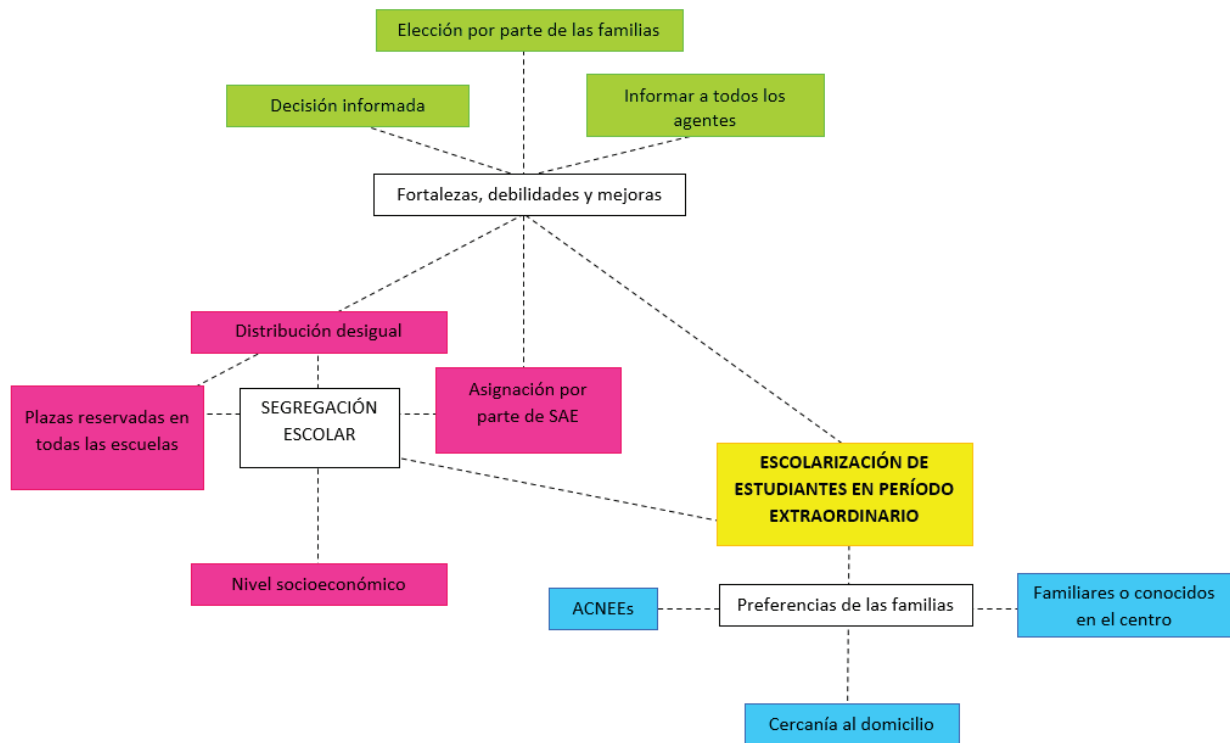 Elección por parte de las familias
Decisión informada
Informar a todos los
agentes
Fortalezas, debilidades y mejoras
Distribución desigual
Plazas reservadas en
todas las escuelas
SEGREGACIÓN
ESCOLAR
Asignación por
parte de SAE
ESCOLARIZACIÓN DE
ESTUDIANTES EN PERÍODO
EXTRAORDINARIO
Nivel socioeconómico
ACNEEs
Preferencias de las familias
Familiares o conocidos
en el centro
Cercanía al domicilio